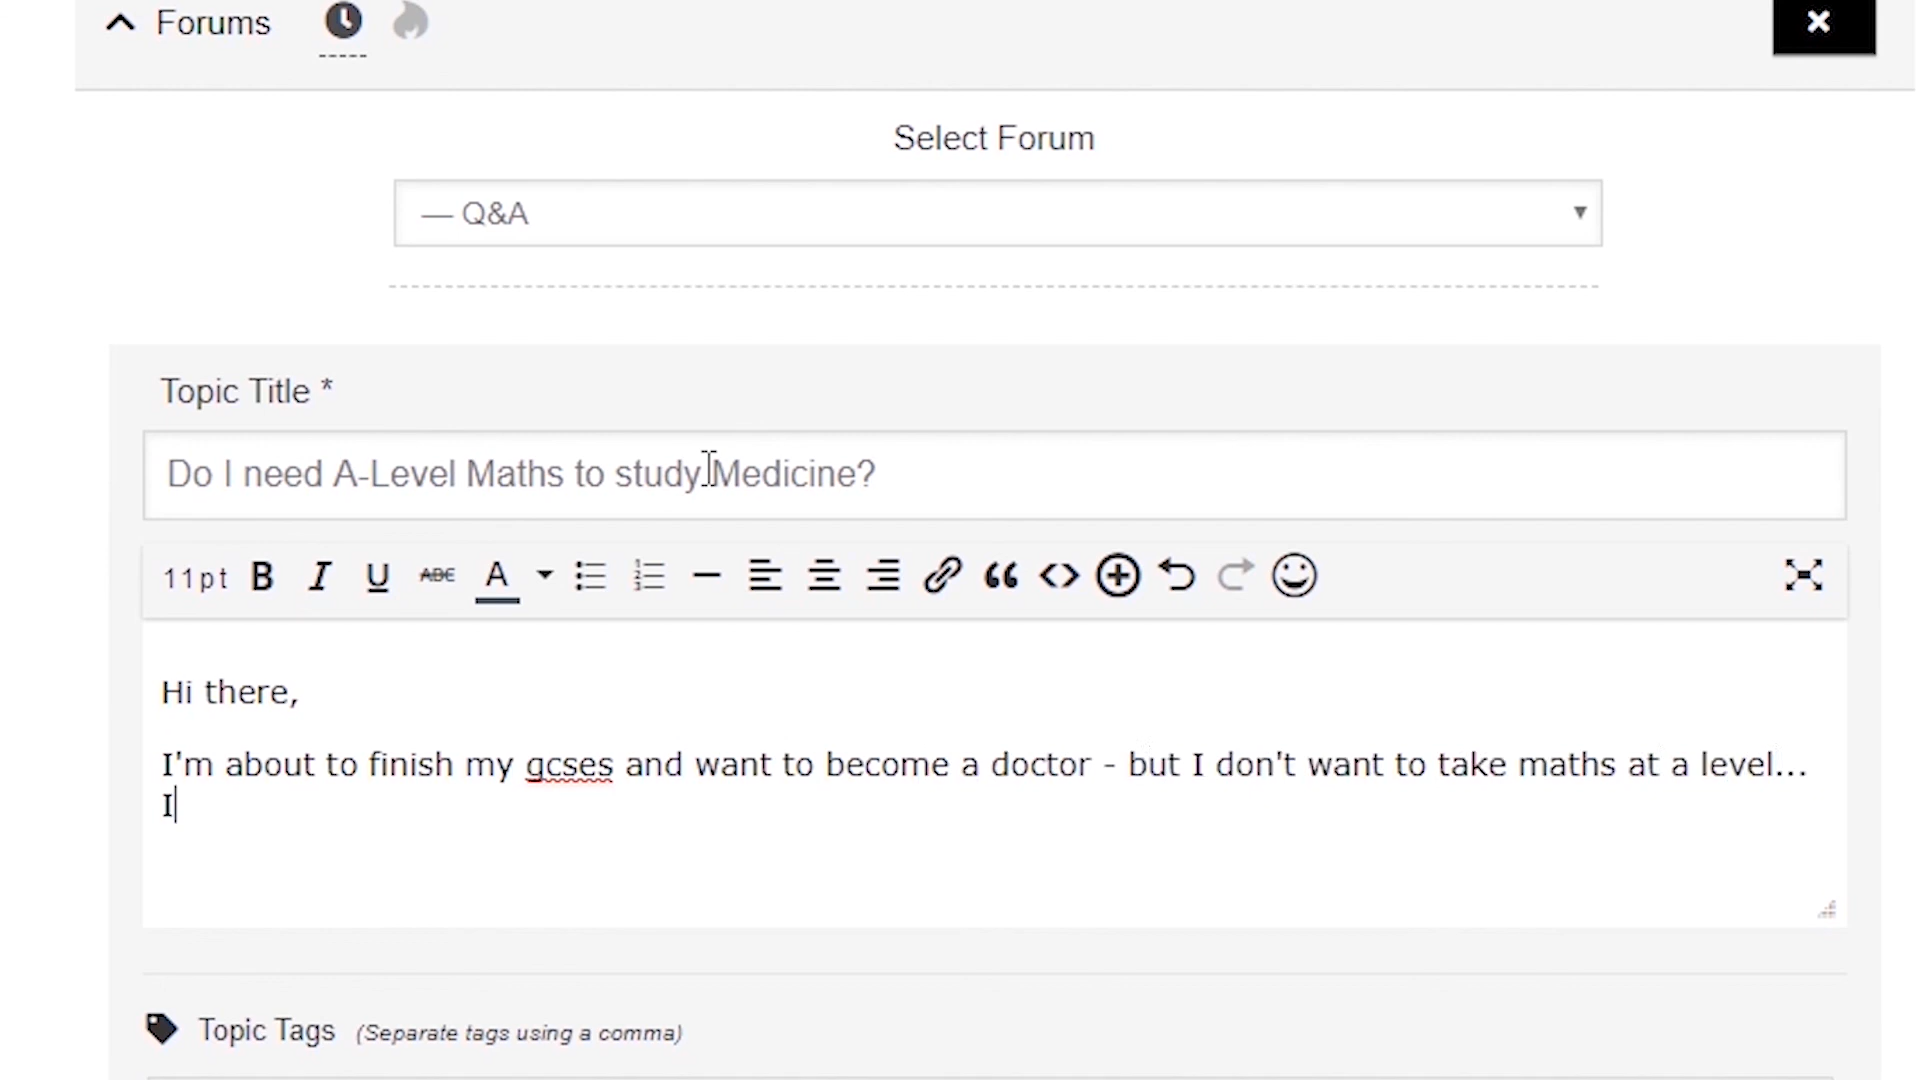 Forums
Select Forum
— Q&A
Topic Title *
Do I need A-Level Maths to study Medicine?
11pt B I U ABC A
Hi there,
I'm about to finish my gcses and want to become a doctor - but I don't want to take maths at a level...
I
Topic Tags (Separate tags using a comma)